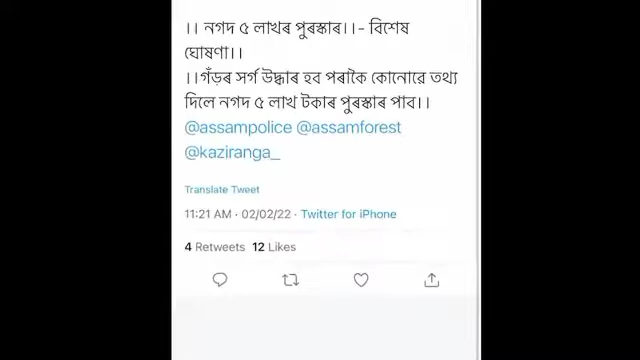 ।। নগদ ৫ লাখৰ পুৰস্কাৰ।।- বিশেষ
ঘোষণা।।
।।গঁড়ৰ সৰ্গ উদ্ধাৰ হব পৰাকৈ কোনোৱে তথ্য
দিলে নগদ ৫ লাখ টকাৰ পুৰস্কাৰ পাব।।
@assampolice @assamforest
@kaziranga_
Translate Tweet
11:21 AM · 02/02/22 · Twitter for iPhone
4 Retweets 12 Likes